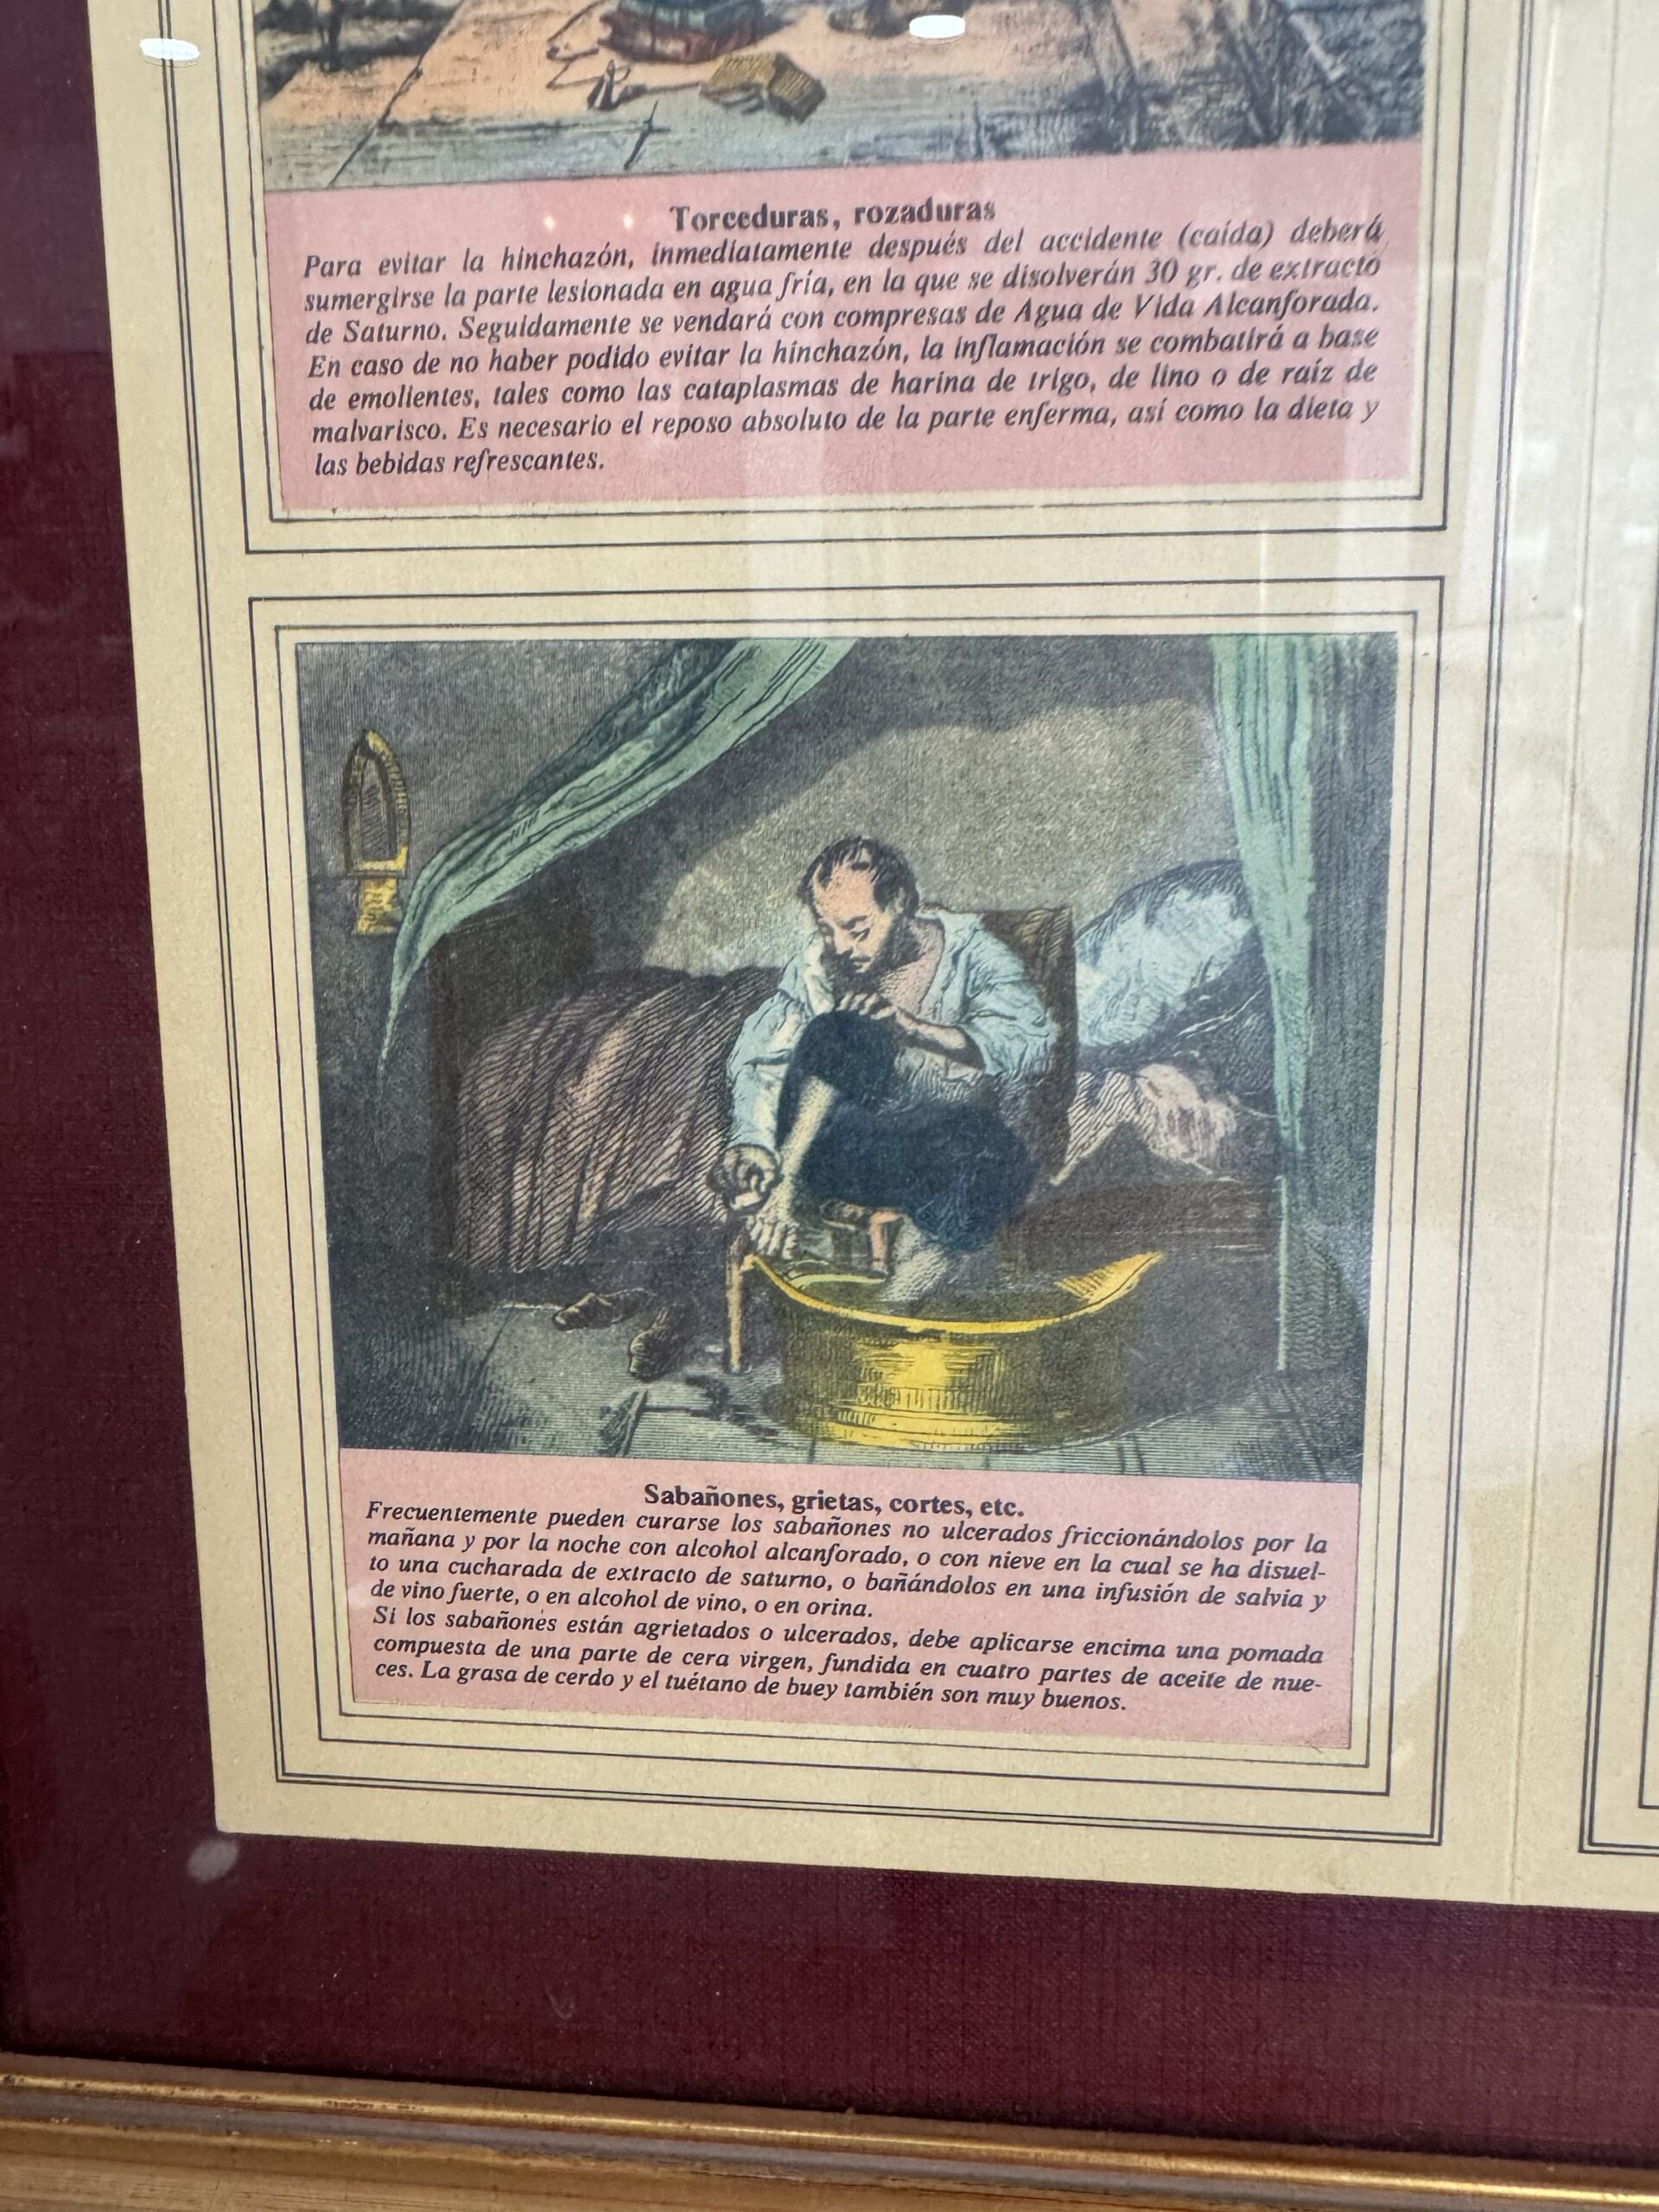 Torceduras, rozaduras
Para evitar la hinchazón, inmediatamente después del accidente (caída) deberá
sumergirse la parte lesionada en agua fría, en la que se disolverán 30 gr. de extracto
de Saturno. Seguidamente se vendará con compresas de Agua de Vida Alcanforada.
En caso de no haber podido evitar la hinchazón, la inflamación se combatirá a base
de emolientes, tales como las cataplasmas de harina de trigo, de lino o de raíz de
malvarisco. Es necesario el reposo absoluto de la parte enferma, así como la dieta y
las bebidas refrescantes.
Sabañones, grietas, cortes, etc.
Frecuentemente pueden curarse los sabañones no ulcerados friccionándolos por la
mañana y por la noche con alcohol alcanforado, o con nieve en la cual se ha disuel-
to una cucharada de extracto de saturno, o bañándolos en una infusión de salvia y
de vino fuerte, o en alcohol de vino, o en orina.
Si los sabañones están agrietados o ulcerados, debe aplicarse encima una pomada
compuesta de una parte de cera virgen, fundida en cuatro partes de aceite de nue-
ces. La grasa de cerdo y el tuétano de buey también son muy buenos.